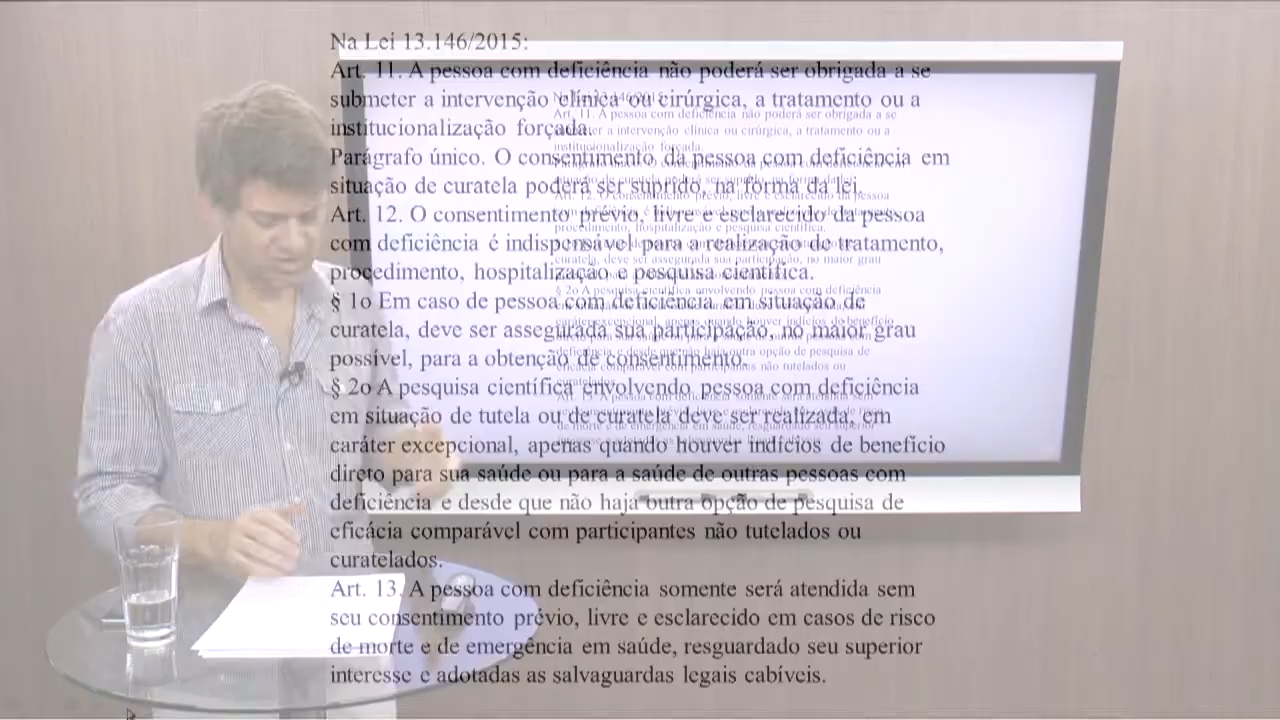 Na Lei 13.146/2015:
Art. 11. A pessoa com deficiência não poderá ser obrigada a se
submeter a intervenção clínica ou cirúrgica, a tratamento ou a
institucionalização forçada.
Parágrafo único. O consentimento da pessoa com deficiência em
situação de curatela poderá ser suprido, na forma da lei.
Art. 12. O consentimento prévio, livre e esclarecido da pessoa
com deficiência é indispensável para a realização de tratamento,
procedimento, hospitalização e pesquisa científica.
§ 1o Em caso de pessoa com deficiência em situação de
curatela, deve ser assegurada sua participação, no maior grau
possível, para a obtenção de consentimento.
§ 2o A pesquisa científica envolvendo pessoa com deficiência
em situação de tutela ou de curatela deve ser realizada, em
caráter excepcional, apenas quando houver indícios de benefício
direto para sua saúde ou para a saúde de outras pessoas com
deficiência e desde que não haja outra opção de pesquisa de
eficácia comparável com participantes não tutelados ou
curatelados.
Art. 13. A pessoa com deficiência somente será atendida sem
seu consentimento prévio, livre e esclarecido em casos de risco
de morte e de emergência em saúde, resguardado seu superior
interesse e adotadas as salvaguardas legais cabíveis.